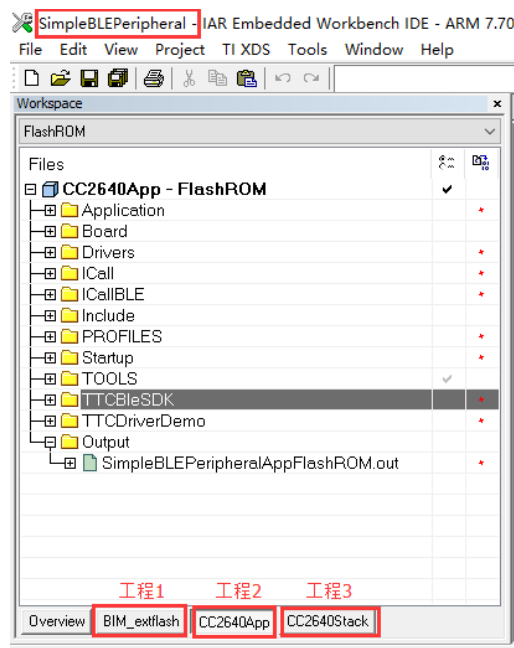 SimpleBLEPeripheral - IAR Embedded Workbench IDE - ARM 7.70
File Edit View Project TI XDS Tools Window Help
Workspace
FlashROM
Files
CC2640App - FlashROM
Application
Board
Drivers
ICall
ICallBLE
Include
PROFILES
Startup
TOOLS
TTCBleSDK
TTCDriverDemo
Output
SimpleBLEPeripheralAppFlashROM.out
工程1 工程2 工程3
Overview BIM_extflash CC2640App CC2640Stack